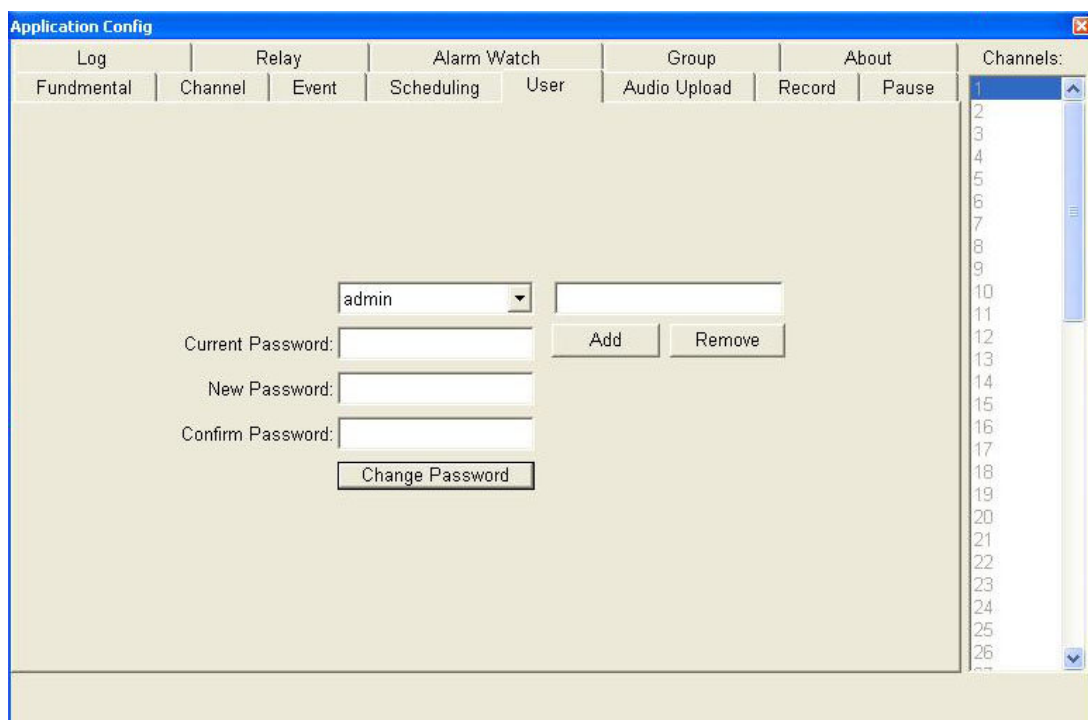 Application Config
Log Relay Alarm Watch Group About
Fundmental Channel Event Scheduling User Audio Upload Record Pause
Channels:
1
2
3
4
5
6
7
8
9
10
11
12
13
14
15
16
17
18
19
20
21
22
23
24
25
26
admin
Current Password:
Add Remove
New Password:
Confirm Password:
Change Password